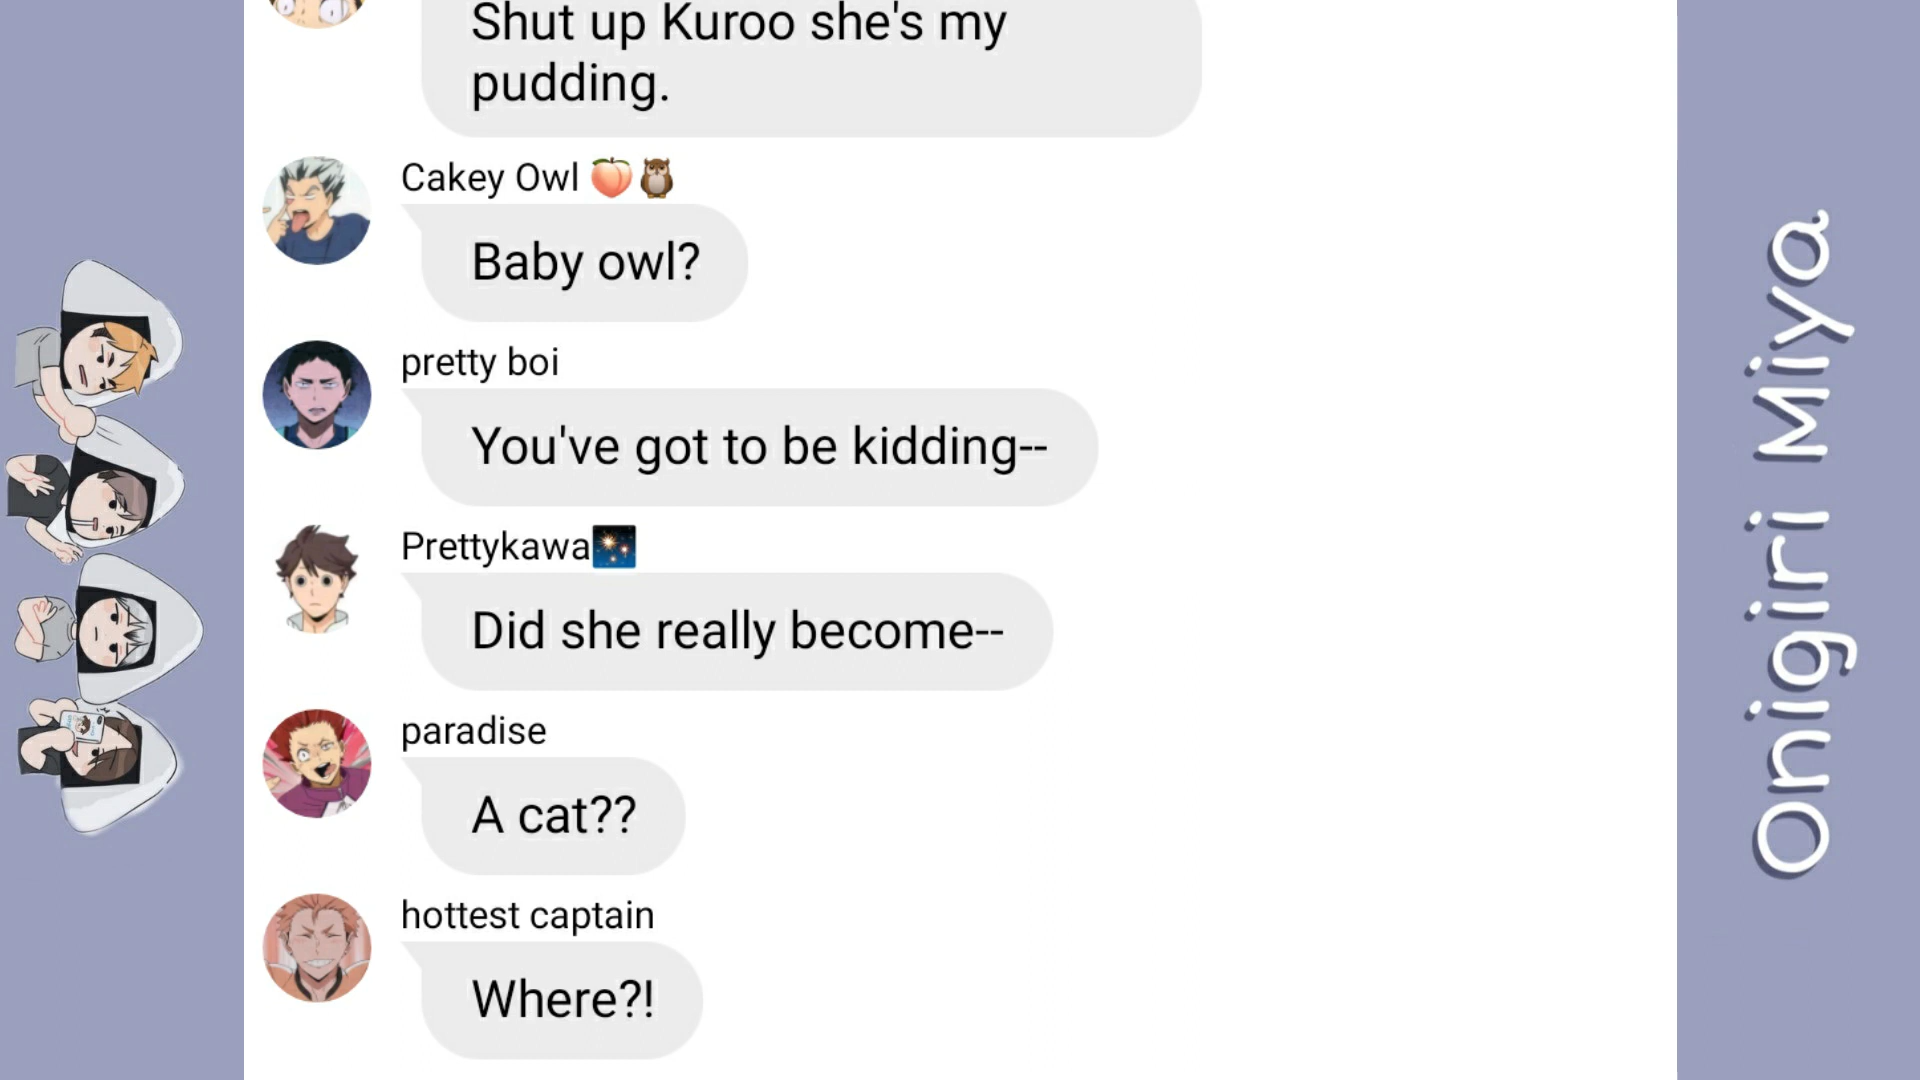 Shut up Kuroo she's my
pudding.
Cakey Owl 🍑🦉
Baby owl?
pretty boi
You've got to be kidding--
Prettykawa🎇
Did she really become--
paradise
A cat??
hottest captain
Where?!
Onigiri Miya